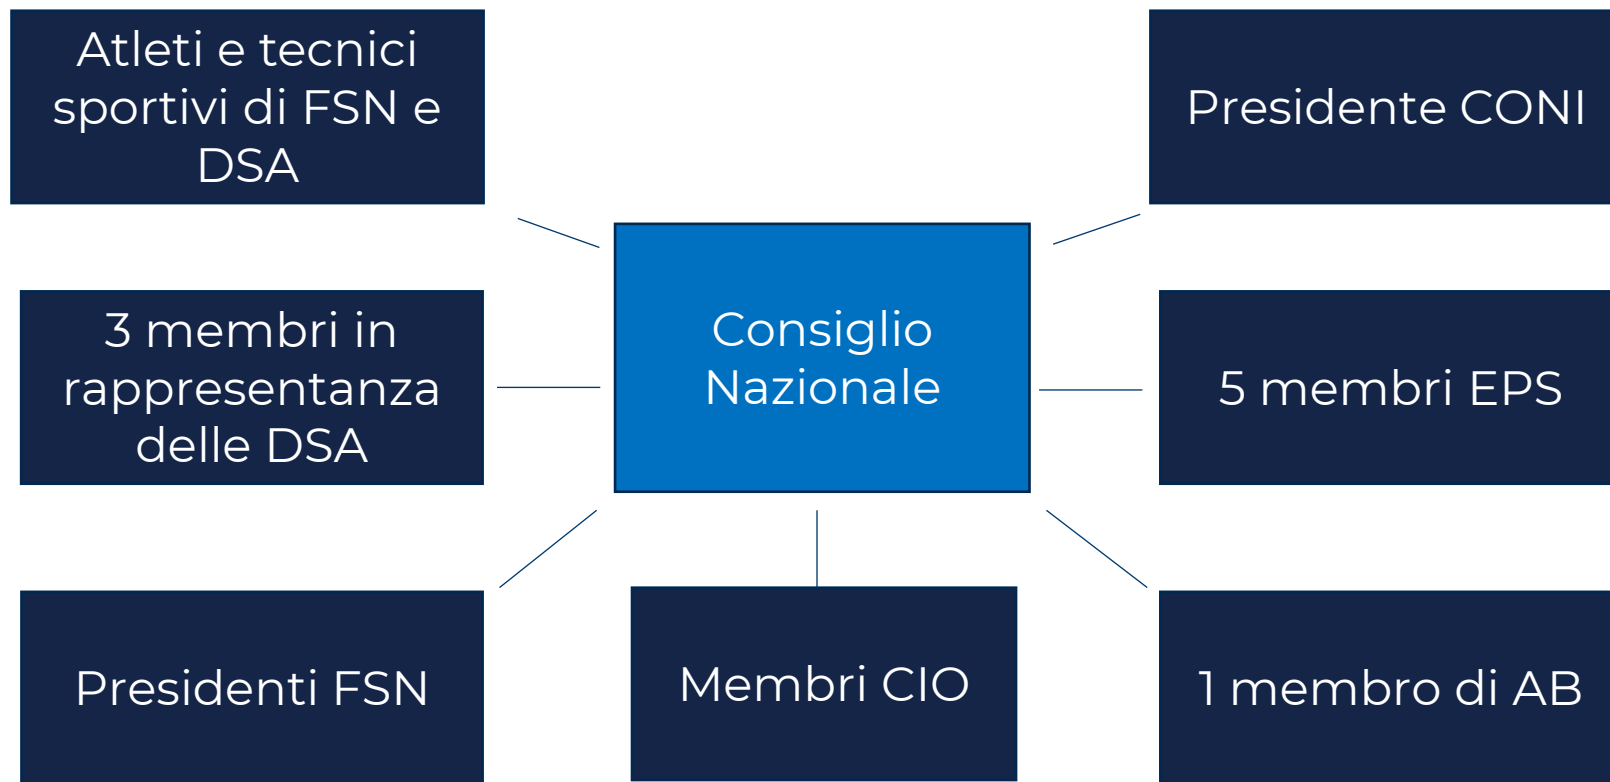 Atleti e tecnici
sportivi di FSN e
DSA
Presidente CONI
Consiglio
Nazionale
3 membri in
rappresentanza
delle DSA
5 membri EPS
Presidenti FSN
Membri CIO
1 membro di AB